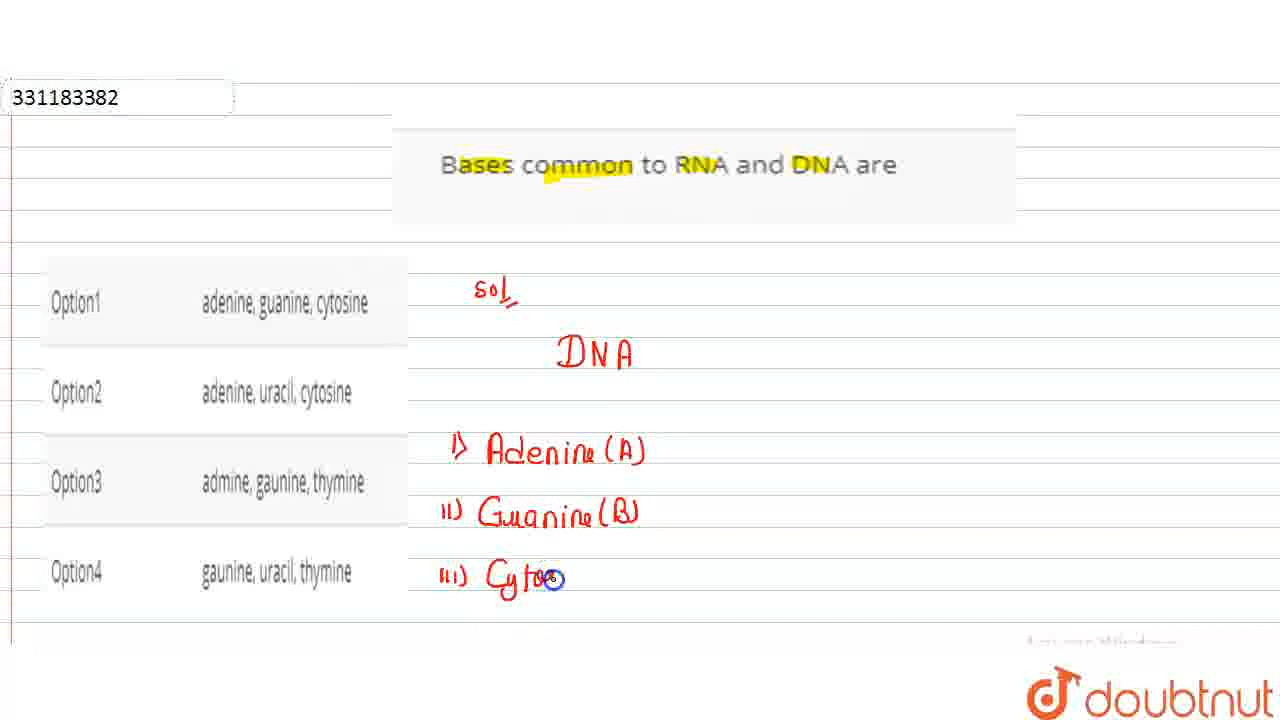 331183382
Bases common to RNA and DNA are
Option1 adenine, guanine, cytosine
Option2 adenine, uracil, cytosine
Option3 admine, gaunine, thymine
Option4 gaunine, uracil, thymine
Sol
DNA
i) Adenine (A)
ii) Guanine (B)
iii) Cytos
doubtnut